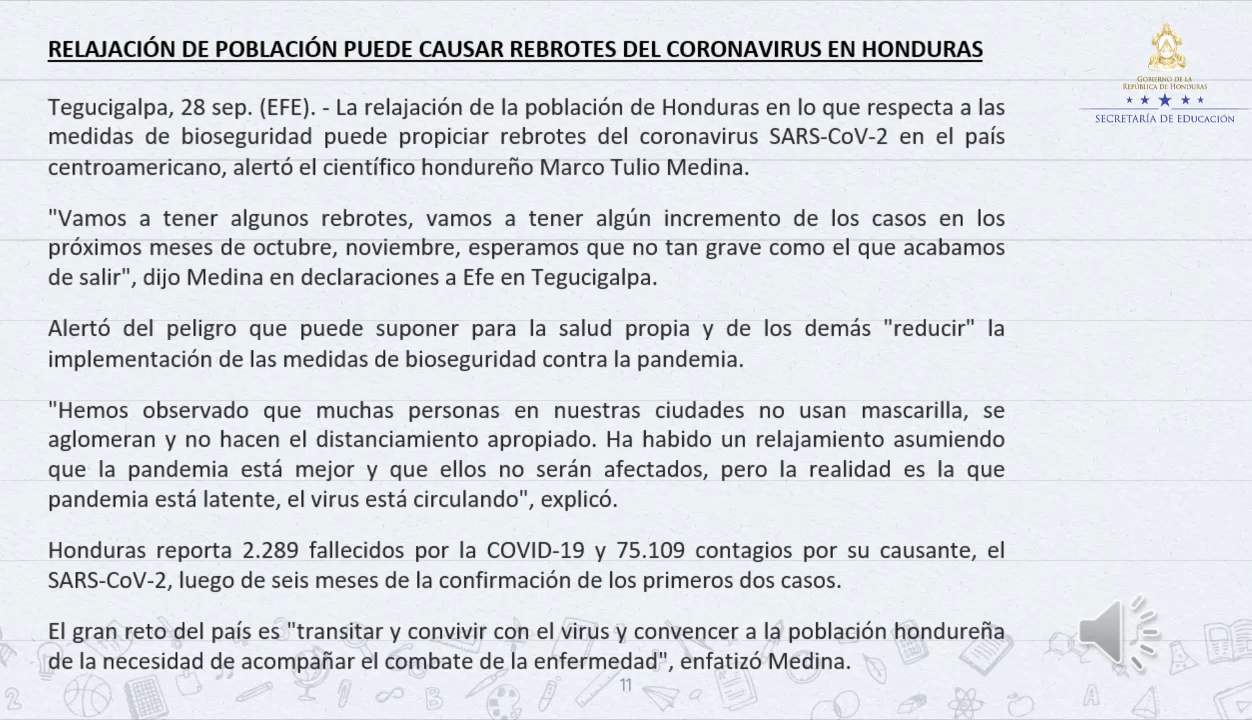 RELAJACIÓN DE POBLACIÓN PUEDE CAUSAR REBROTES DEL CORONAVIRUS EN HONDURAS
GOBIERNO DE LA
REPÚBLICA DE HONDURAS
SECRETARÍA DE EDUCACIÓN
Tegucigalpa, 28 sep. (EFE). - La relajación de la población de Honduras en lo que respecta a las
medidas de bioseguridad puede propiciar rebrotes del coronavirus SARS-CoV-2 en el país
centroamericano, alertó el científico hondureño Marco Tulio Medina.
"Vamos a tener algunos rebrotes, vamos a tener algún incremento de los casos en los
próximos meses de octubre, noviembre, esperamos que no tan grave como el que acabamos
de salir", dijo Medina en declaraciones a Efe en Tegucigalpa.
Alertó del peligro que puede suponer para la salud propia y de los demás "reducir" la
implementación de las medidas de bioseguridad contra la pandemia.
"Hemos observado que muchas personas en nuestras ciudades no usan mascarilla, se
aglomeran y no hacen el distanciamiento apropiado. Ha habido un relajamiento asumiendo
que la pandemia está mejor y que ellos no serán afectados, pero la realidad es la que
pandemia está latente, el virus está circulando", explicó.
Honduras reporta 2.289 fallecidos por la COVID-19 y 75.109 contagios por su causante, el
SARS-CoV-2, luego de seis meses de la confirmación de los primeros dos casos.
El gran reto del país es "transitar y convivir con el virus y convencer a la población hondureña
de la necesidad de acompañar el combate de la enfermedad", enfatizó Medina.
11